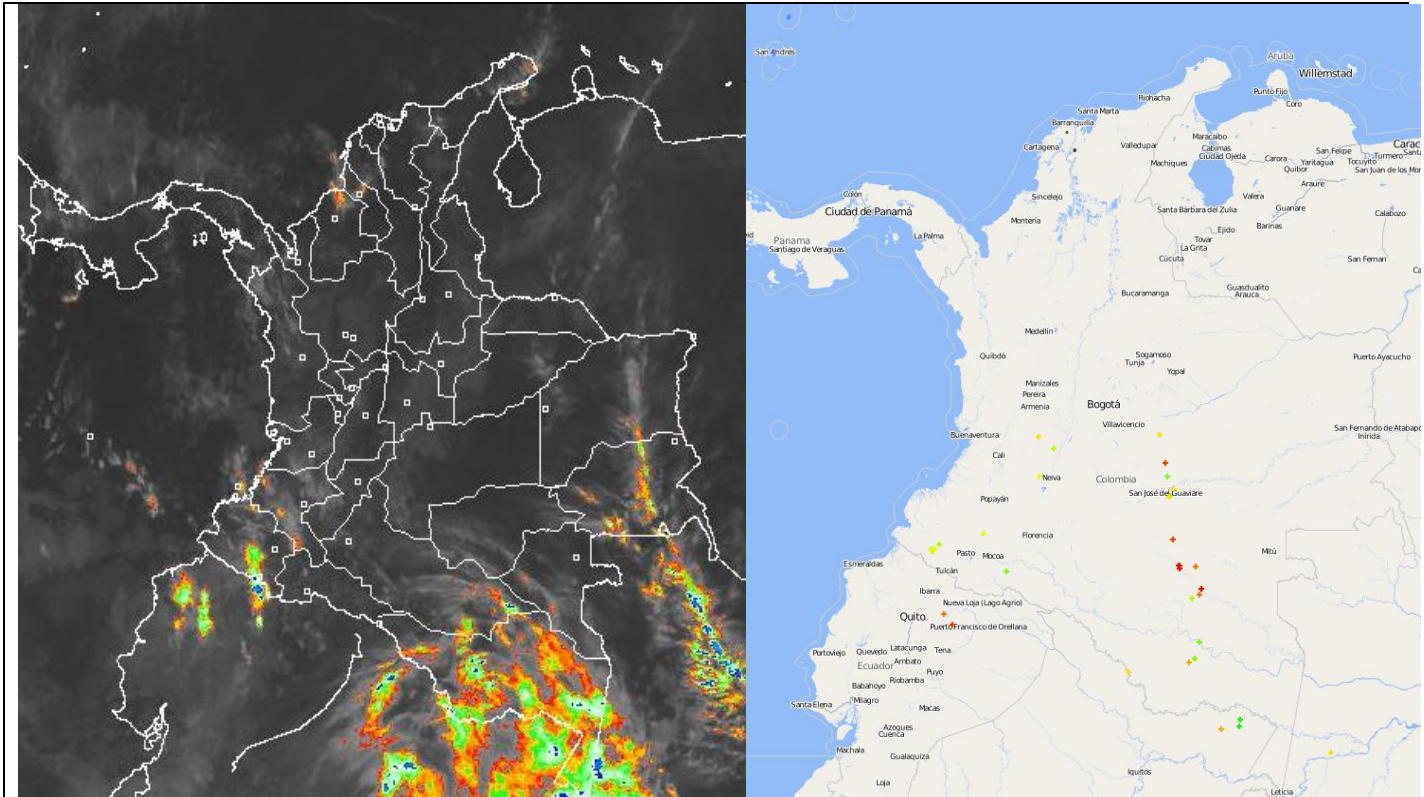 San Andrés
Aruba
Willemstad
Punto Fijo
Coro
Riohacha
Santa Marta
Barranquilla
Cartagena
Valledupar
Maracaibo
Cabimas
Ciudad Ojeda
Machiques
Carora
San Felipe
Yaritagua
Quibor
Tocuyito
Turmero
San Juan de los Mor
Carac
Santa
Araure
Sincelejo
Valera
Guanare
Santa Bárbara del Zulia
Barinas
Calabozo
Colón
Ciudad de Panamá
Montería
Ejido
Tovar
La Grita
La Palma
Panama
Santiago de Veraguas
vid
Cúcuta
San Fernan
Ca
Guasdualito
Arauca
Bucaramanga
Medellín
Quibdó
Sogamoso
Tunja
Yopal
Puerto Ayacucho
Manizales
Pereira
Armenia
Bogotá
Villavicencio
San Fernando de Atabapo
Inírida
Buenaventura
Cali
Neiva
Colombia
San José del Guaviare
Popayán
Florencia
Pasto
Mocoa
Mitú
Esmeraldas
Tulcán
Ibarra
Nueva Loja (Lago Agrio)
Quito
Puerto Francisco de Orellana
Portoviejo
Quevedo
Latacunga
Tena
Ambato
Ecuador
Puyo
Riobamba
Babahoyo
Milagro
Santa Elena
Macas
Azogues
Cuenca
Machala
Gualaquiza
Loja
Iquitos
Leticia